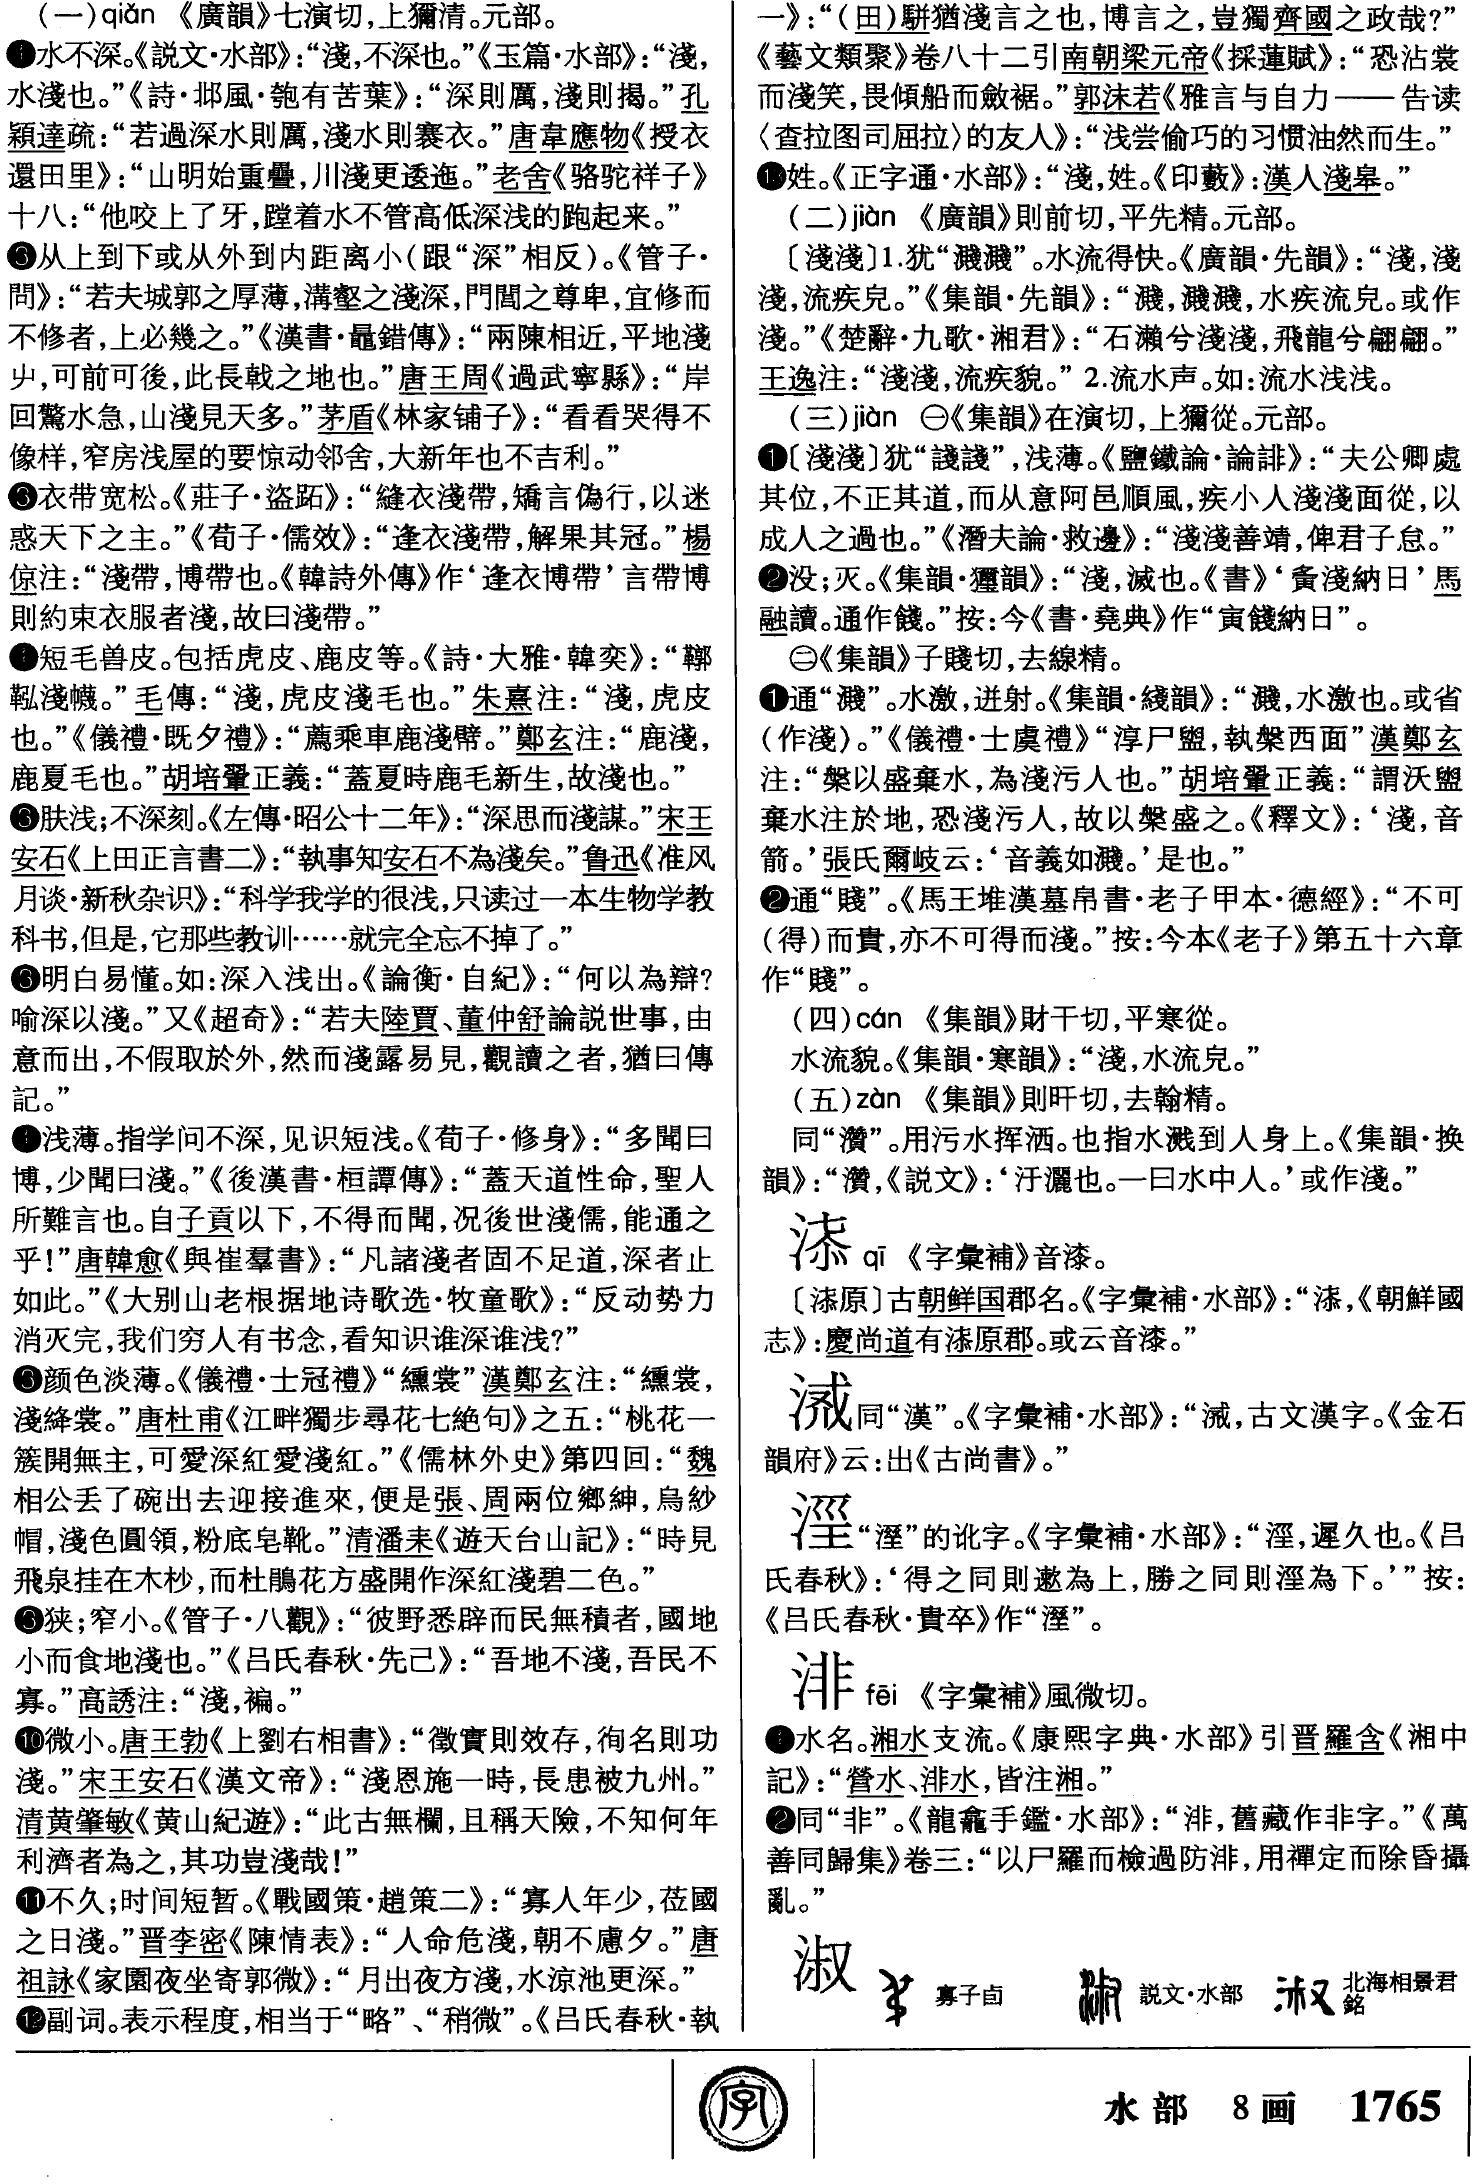 (一)qiǎn 《廣韻》七演切,上獮清。元部。
❶水不深。《説文·水部》:“淺,不深也。”《玉篇·水部》:“淺,
水淺也。”《詩·邶風·匏有苦葉》:“深則厲,淺則揭。”孔
穎達疏:“若過深水則厲,淺水則褰衣。”唐韋應物《授衣
還田里》:“山明始重疊,川淺更逶迤。”老舍《骆驼祥子》
十八:“他咬上了牙,蹚着水不管高低深浅的跑起来。”
从上到下或从外到内距离小(跟“深”相反)。《管子·
問》:“若夫城郭之厚薄,溝壑之淺深,門閭之尊卑,宜修而
不修者,上必幾之。”《漢書·鼂錯傳》:“兩陳相近,平地淺
屮,可前可後,此長戟之地也。”唐王周《過武寧縣》:“岸
回驚水急,山淺見天多。”茅盾《林家铺子》:“看看哭得不
像样,窄房浅屋的要惊动邻舍,大新年也不吉利。”
❸衣带宽松。《莊子·盜跖》:“縫衣淺帶,矯言偽行,以迷
惑天下之主。”《荀子·儒效》:“逢衣淺帶,解果其冠。”楊
倞注:“淺帶,博帶也。《韓詩外傳》作‘逢衣博帶’言帶博
則約束衣服者淺,故曰淺帶。”
短毛兽皮。包括虎皮、鹿皮等。《詩·大雅·韓奕》:“鞹
鞃淺幭。”毛傳:“淺,虎皮淺毛也。”朱熹注:“淺,虎皮
也。”《儀禮·既夕禮》:“薦乘車鹿淺幦。”鄭玄注:“鹿淺,
鹿夏毛也。”胡培翬正義:“蓋夏時鹿毛新生,故淺也。”
肤浅;不深刻。《左傳·昭公十二年》:“深思而淺謀。”宋王
安石《上田正言書二》:“執事知安石不為淺矣。”鲁迅《准风
月谈·新秋杂识》:“科学我学的很浅,只读过一本生物学教
科书,但是,它那些教训……就完全忘不掉了。”
明白易懂。如:深入浅出。《論衡·自紀》:“何以為辯?
喻深以淺。”又《超奇》:“若夫陸賈、董仲舒論説世事,由
意而出,不假取於外,然而淺露易見,觀讀之者,猶曰傳
記。”
浅薄。指学问不深,见识短浅。《荀子·修身》:“多聞曰
博,少聞曰淺。”《後漢書·桓譚傳》:“蓋天道性命,聖人
所難言也。自子貢以下,不得而聞,况後世淺儒,能通之
乎!”唐韓愈《與崔羣書》:“凡諸淺者固不足道,深者止
如此。”《大别山老根据地诗歌选·牧童歌》:“反动势力
消灭完,我们穷人有书念,看知识谁深谁浅?”
颜色淡薄。《儀禮·士冠禮》“纁裳”漢鄭玄注:“纁裳,
淺絳裳。”唐杜甫《江畔獨步尋花七絶句》之五:“桃花一
簇開無主,可愛深紅愛淺紅。”《儒林外史》第四回:“魏
相公丢了碗出去迎接進來,便是張、周兩位鄉紳,烏紗
帽,淺色圓領,粉底皂靴。”清潘耒《遊天台山記》:“時見
飛泉挂在木杪,而杜鵑花方盛開作深紅淺碧二色。”
狭;窄小。《管子·八觀》:“彼野悉辟而民無積者,國地
小而食地淺也。”《吕氏春秋·先己》:“吾地不淺,吾民不
寡。”高誘注:“淺,褊。”
❿微小。唐王勃《上劉右相書》:“徵實則效存,徇名則功
淺。”宋王安石《漢文帝》:“淺恩施一時,長患被九州。”
清黄肇敏《黄山紀遊》:“此古無欄,且稱天險,不知何年
利濟者為之,其功豈淺哉!”
⓫不久;时间短暂。《戰國策·趙策二》:“寡人年少,莅國
之日淺。”晋李密《陳情表》:“人命危淺,朝不慮夕。”唐
祖詠《家園夜坐寄郭微》:“月出夜方淺,水涼池更深。”
⓬副词。表示程度,相当于“略”、“稍微”。《吕氏春秋·執
一》:“(田)駢猶淺言之也,博言之,豈獨齊國之政哉?”
《藝文類聚》卷八十二引南朝梁元帝《採蓮賦》:“恐沾裳
而淺笑,畏傾船而斂裾。”郭沫若《雅言与自力——告读
〈查拉图司屈拉〉的友人》:“浅尝偷巧的习惯油然而生。”
⓭姓。《正字通·水部》:“淺,姓。《印藪》:漢人淺皋。”
(二)jiān 《廣韻》則前切,平先精。元部。
〔淺淺〕1.犹“濺濺”。水流得快。《廣韻·先韻》:“淺,淺
淺,流疾皃。”《集韻·先韻》:“濺,濺濺,水疾流皃。或作
淺。”《楚辭·九歌·湘君》:“石瀨兮淺淺,飛龍兮翩翩。”
王逸注:“淺淺,流疾貌。” 2.流水声。如:流水浅浅。
(三)jiàn ㊀《集韻》在演切,上獮從。元部。
❶〔淺淺〕犹“諓諓”,浅薄。《鹽鐵論·論誹》:“夫公卿處
其位,不正其道,而从意阿邑順風,疾小人淺淺面從,以
成人之過也。”《潛夫論·救邊》:“淺淺善靖,俾君子怠。”
❷没;灭。《集韻·獮韻》:“淺,滅也。《書》‘夤淺納日’馬
融讀。通作餞。”按:今《書·堯典》作“寅餞納日”。
㊁《集韻》子賤切,去線精。
❶通“濺”。水激,迸射。《集韻·綫韻》:“濺,水激也。或省
(作淺)。”《儀禮·士虞禮》“淳尸盥,執槃西面”漢鄭玄
注:“槃以盛棄水,為淺污人也。”胡培翬正義:“謂沃盥
棄水注於地,恐淺污人,故以槃盛之。《釋文》:‘淺,音
箭。’張氏爾岐云:‘音義如濺。’是也。”
❷通“賤”。《馬王堆漢墓帛書·老子甲本·德經》:“不可
(得)而貴,亦不可得而淺。”按:今本《老子》第五十六章
作“賤”。
(四)cán 《集韻》財干切,平寒從。
水流貌。《集韻·寒韻》:“淺,水流皃。”
(五)zàn 《集韻》則旰切,去翰精。
同“灒”。用污水挥洒。也指水溅到人身上。《集韻·换
韻》:“灒,《説文》:‘汙灑也。一曰水中人。’或作淺。”
qī 《字彙補》音漆。
〔𣷾原〕古朝鲜国郡名。《字彙補·水部》:“𣷾,《朝鮮國
志》:慶尚道有𣷾原郡。或云音漆。”
同“漢”。《字彙補·水部》:“㵄,古文漢字。《金石
韻府》云:出《古尚書》。”
“溼”的讹字。《字彙補·水部》:“,遲久也。《吕
氏春秋》:‘得之同則遬為上,勝之同則為下。’”按:
《吕氏春秋·貴卒》作“溼”。
渄 fēi 《字彙補》風微切。
水名。湘水支流。《康熙字典·水部》引晋羅含《湘中
記》:“營水、渄水,皆注湘。”
❷同“非”。《龍龕手鑑·水部》:“渄,舊藏作非字。”《萬
善同歸集》卷三:“以尸羅而檢過防渄,用禪定而除昏攝
亂。”
淑 寡子卣 説文·水部 北海相景君
銘
字
水部 8画 1765